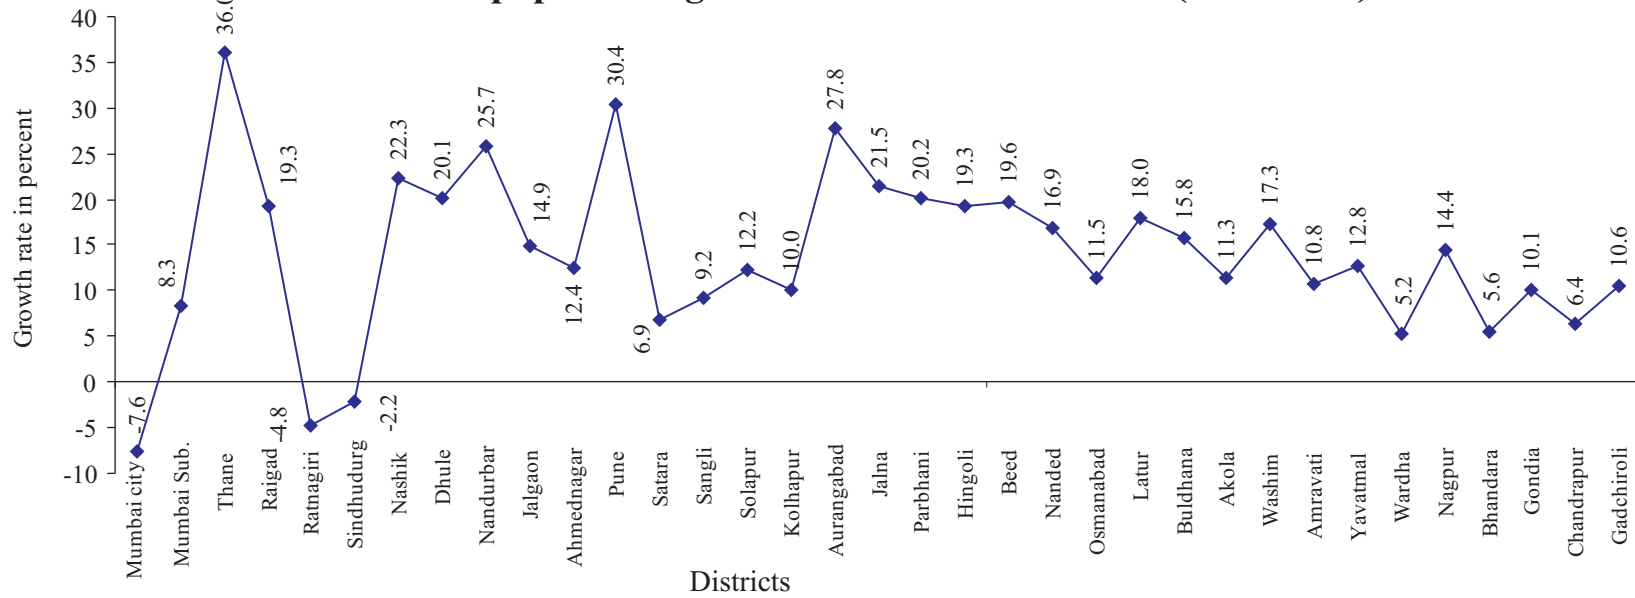 40
35
30
25
20
15
10
5
0
-5
-10
Growth rate in percent
-7.6
8.3
19.3
-4.8
-2.2
22.3
20.1
25.7
14.9
12.4
30.4
6.9
9.2
12.2
10.0
27.8
21.5
20.2
19.3
19.6
16.9
11.5
18.0
15.8
11.3
17.3
10.8
12.8
5.2
14.4
5.6
10.1
6.4
10.6
Mumbai city
Mumbai Sub.
Thane
Raigad
Ratnagiri
Sindhudurg
Nashik
Dhule
Nandurbar
Jalgaon
Ahmednagar
Pune
Satara
Sangli
Solapur
Kolhapur
Aurangabad
Jalna
Parbhani
Hingoli
Beed
Nanded
Osmanabad
Latur
Buldhana
Akola
Washim
Amravati
Yavatmal
Wardha
Nagpur
Bhandara
Gondia
Chandrapur
Gadchiroli
Districts